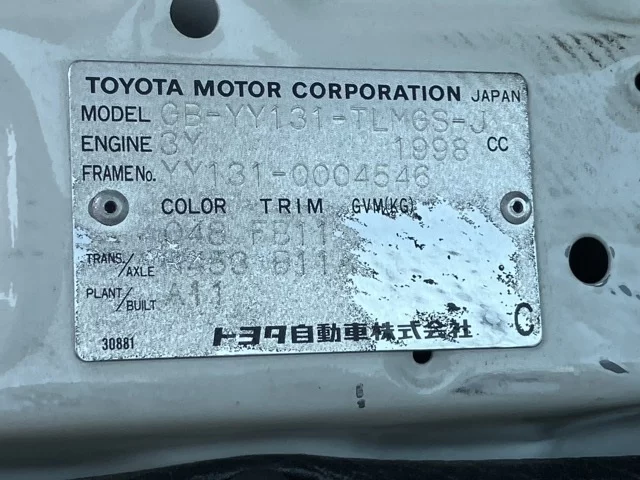 TOYOTA MOTOR CORPORATION JAPAN
MODEL GB-YY131-TLMGS-J
ENGINE 3Y 1998 CC
FRAME No. YY131-0004546
COLOR TRIM GVM(KG)
048 FB11
TRANS./AXLE B11A
PLANT/BUILT A11
30881 トヨタ自動車株式会社 C